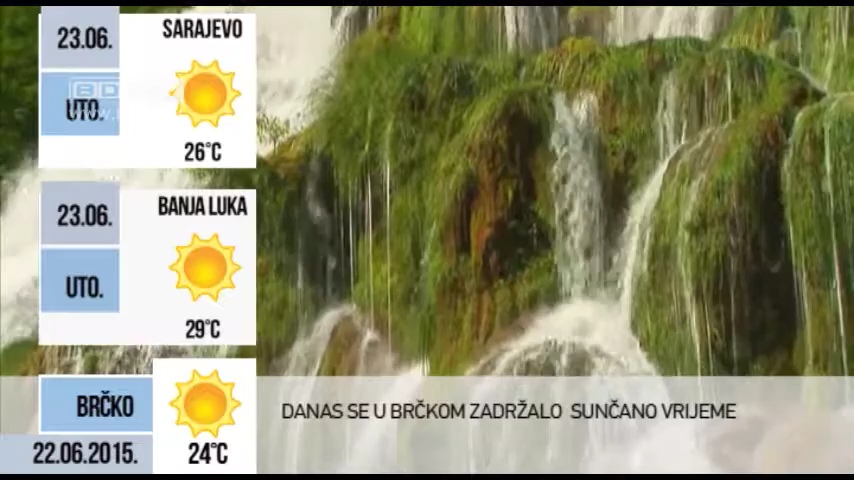 23.06.
SARAJEVO
UTO.
26°C
23.06.
BANJA LUKA
UTO.
29°C
BRČKO
22.06.2015.
24°C
DANAS SE U BRČKOM ZADRŽALO SUNČANO VRIJEME